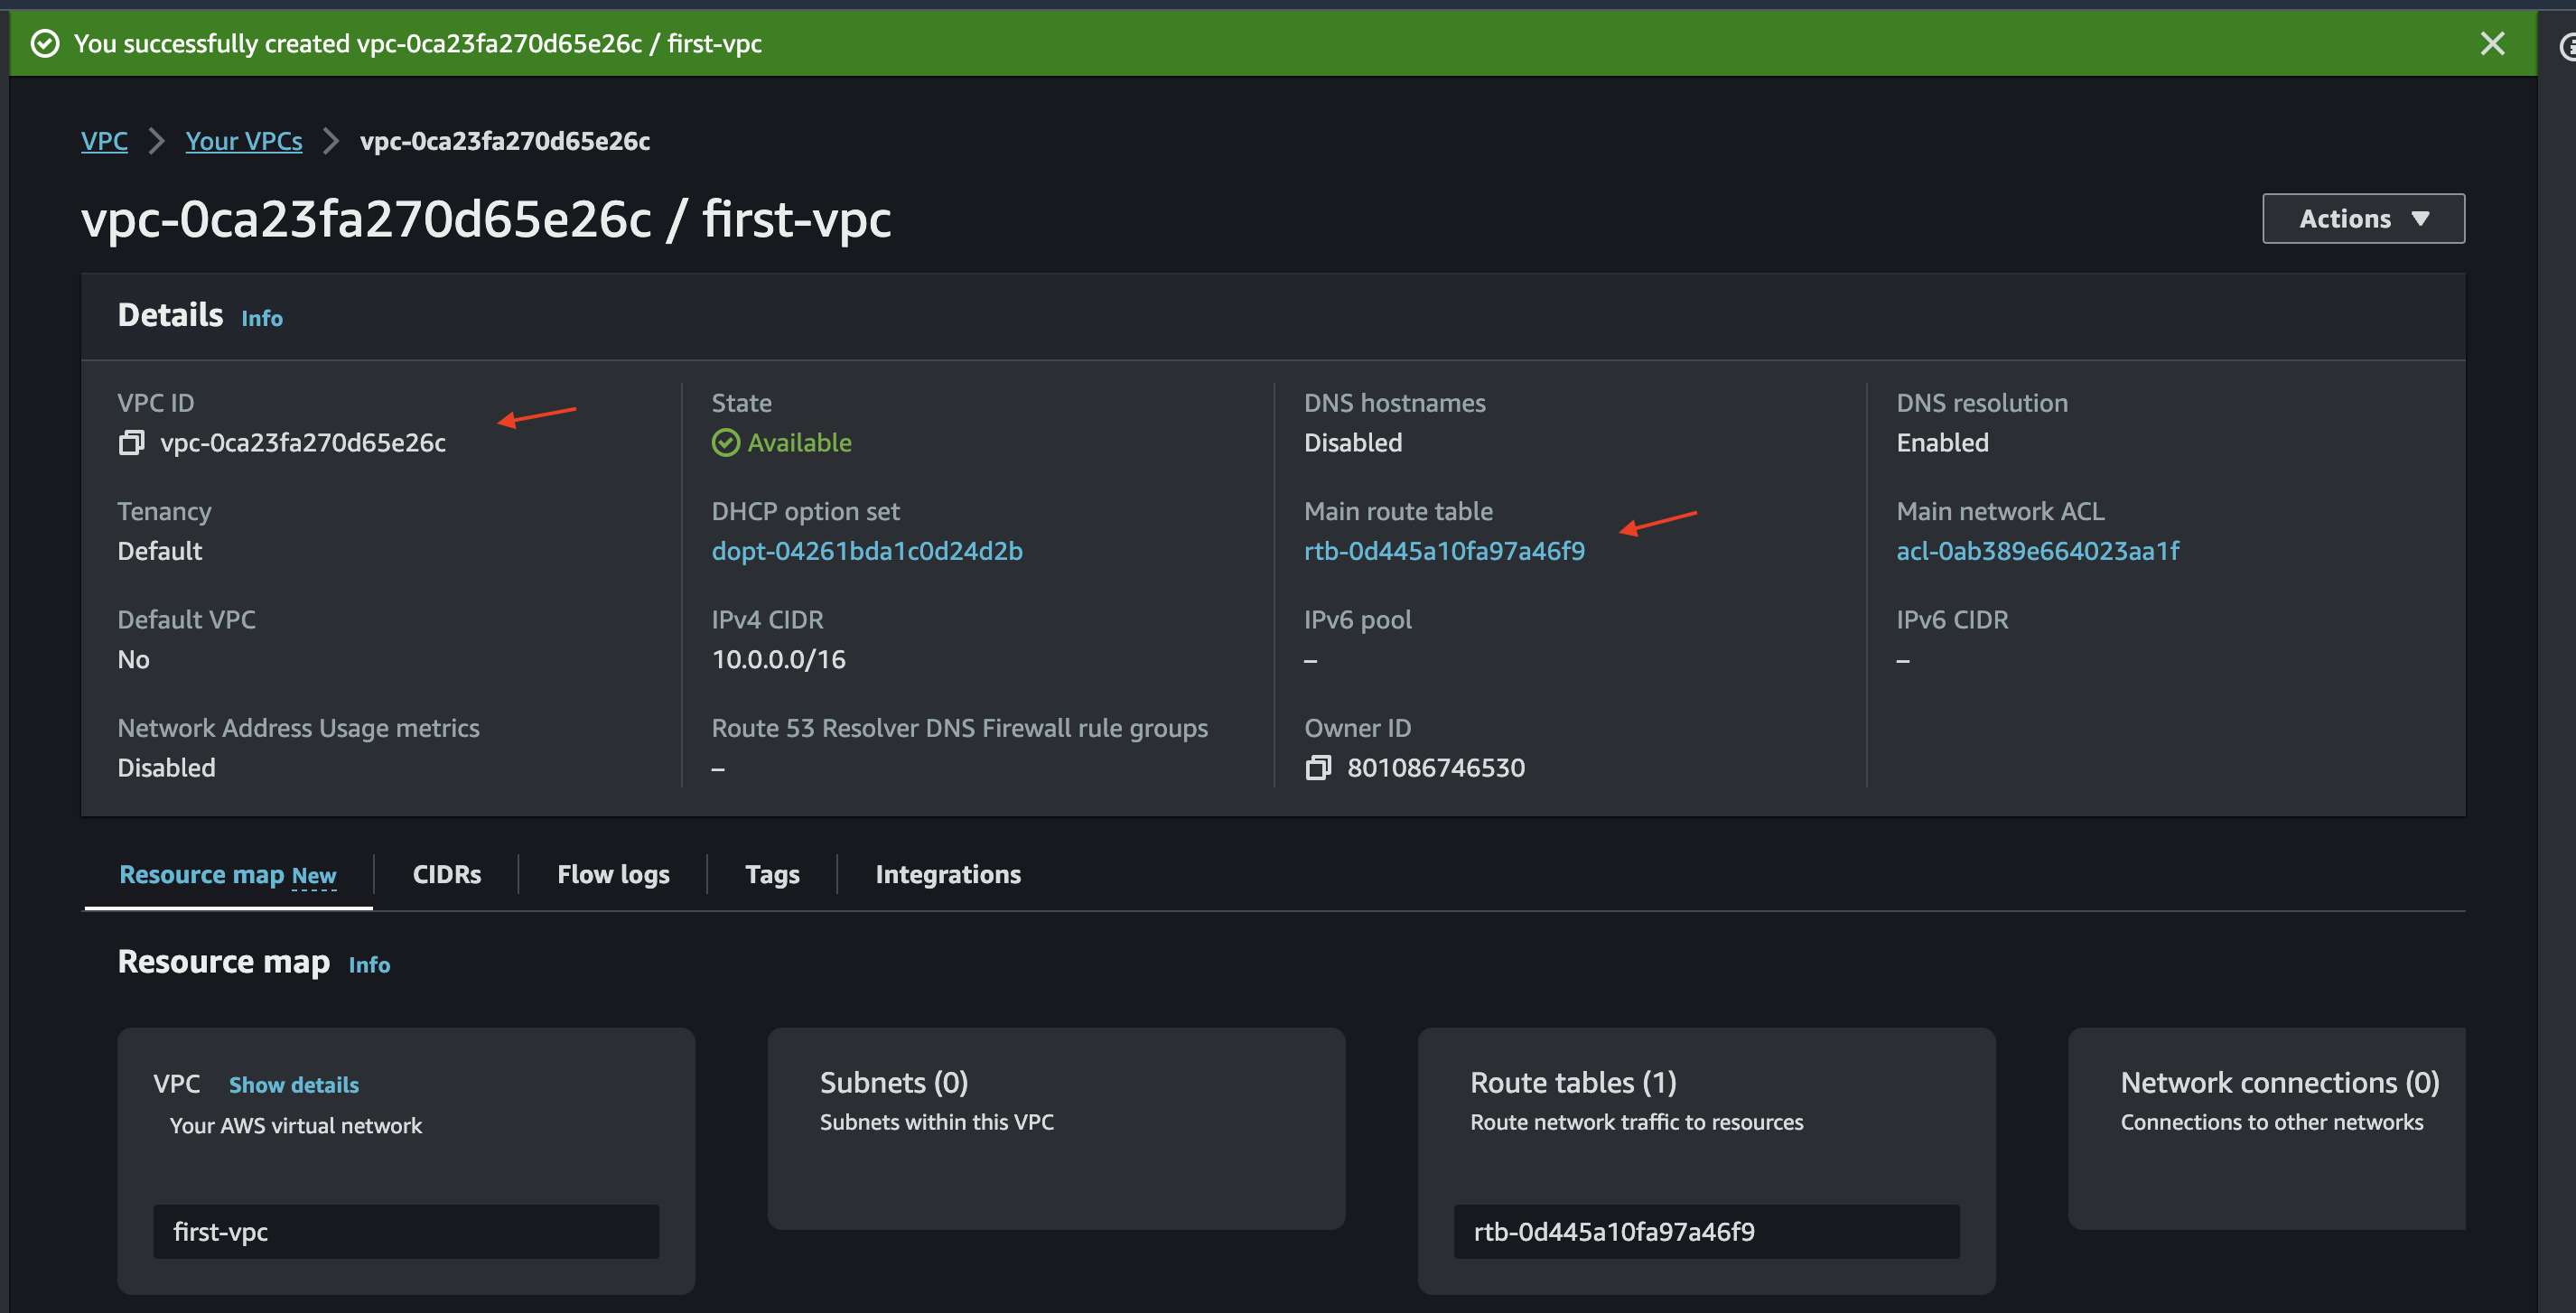 You successfully created vpc-0ca23fa270d65e26c / first-vpc
VPC Your VPCs vpc-0ca23fa270d65e26c
vpc-0ca23fa270d65e26c / first-vpc
Actions
Details Info
VPC ID
vpc-0ca23fa270d65e26c
State
Available
DNS hostnames
Disabled
DNS resolution
Enabled
Tenancy
Default
DHCP option set
dopt-04261bda1c0d24d2b
Main route table
rtb-0d445a10fa97a46f9
Main network ACL
acl-0ab389e664023aa1f
Default VPC
No
IPv4 CIDR
10.0.0.0/16
IPv6 pool
–
IPv6 CIDR
–
Network Address Usage metrics
Disabled
Route 53 Resolver DNS Firewall rule groups
–
Owner ID
801086746530
Resource map New CIDRs Flow logs Tags Integrations
Resource map Info
VPC Show details
Your AWS virtual network
first-vpc
Subnets (0)
Subnets within this VPC
Route tables (1)
Route network traffic to resources
rtb-0d445a10fa97a46f9
Network connections (0)
Connections to other networks